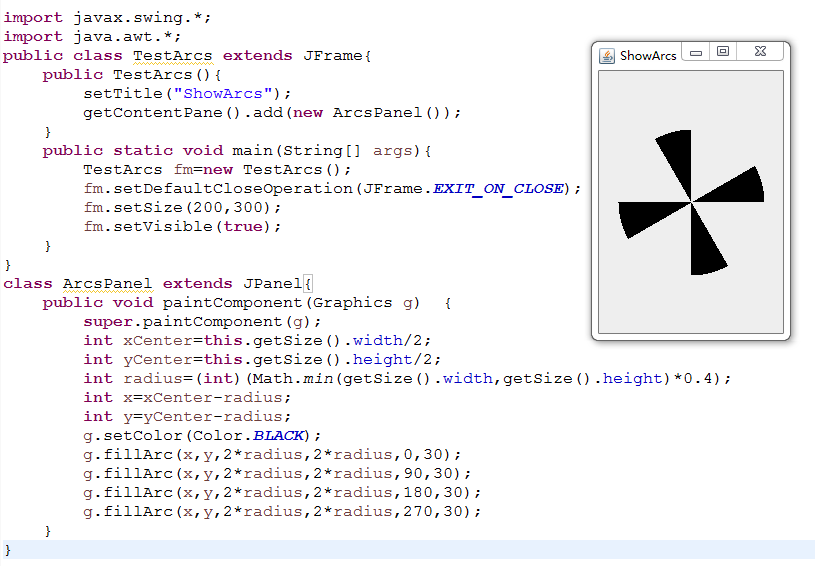 import javax.swing.*;
import java.awt.*;
public class TestArcs extends JFrame{
    public TestArcs(){
        setTitle("ShowArcs");
        getContentPane().add(new ArcsPanel());
    }
    public static void main(String[] args){
        TestArcs fm=new TestArcs();
        fm.setDefaultCloseOperation(JFrame.EXIT_ON_CLOSE);
        fm.setSize(200,300);
        fm.setVisible(true);
    }
}
class ArcsPanel extends JPanel{
    public void paintComponent(Graphics g)  {
        super.paintComponent(g);
        int xCenter=this.getSize().width/2;
        int yCenter=this.getSize().height/2;
        int radius=(int)(Math.min(getSize().width,getSize().height)*0.4);
        int x=xCenter-radius;
        int y=yCenter-radius;
        g.setColor(Color.BLACK);
        g.fillArc(x,y,2*radius,2*radius,0,30);
        g.fillArc(x,y,2*radius,2*radius,90,30);
        g.fillArc(x,y,2*radius,2*radius,180,30);
        g.fillArc(x,y,2*radius,2*radius,270,30);
    }
}
ShowArcs